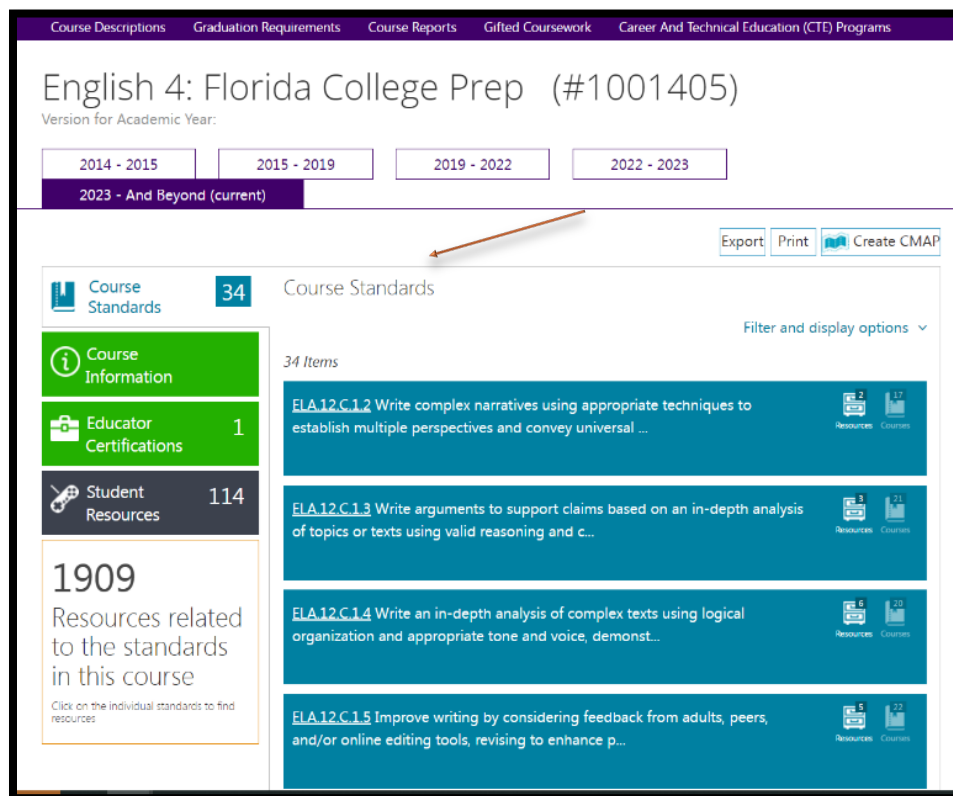 Course Descriptions Graduation Requirements Course Reports Gifted Coursework Career And Technical Education (CTE) Programs
English 4: Florida College Prep (#1001405)
Version for Academic Year:
2014 - 2015 2015 - 2019 2019 - 2022 2022 - 2023
2023 - And Beyond (current)
Export Print Create CMAP
Course
Standards
34
Course
Information
Educator
Certifications
1
Student
Resources
114
1909
Resources related
to the standards
in this course
Click on the individual standards to find
resources
Course Standards
Filter and display options
34 Items
ELA.12.C.1.2 Write complex narratives using appropriate techniques to
establish multiple perspectives and convey universal ...
2 17
Resources Courses
ELA.12.C.1.3 Write arguments to support claims based on an in-depth analysis
of topics or texts using valid reasoning and c...
3 21
Resources Courses
ELA.12.C.1.4 Write an in-depth analysis of complex texts using logical
organization and appropriate tone and voice, demonst...
6 20
Resources Courses
ELA.12.C.1.5 Improve writing by considering feedback from adults, peers,
and/or online editing tools, revising to enhance p...
5 22
Resources Courses